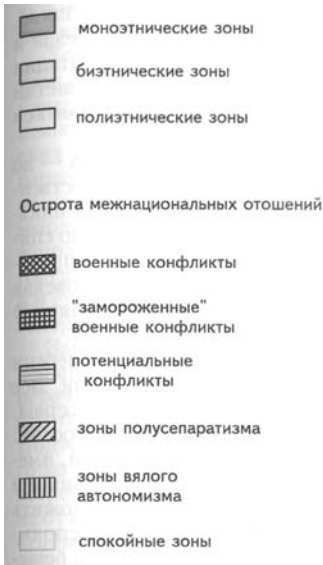 моноэтнические зоны
биэтнические зоны
полиэтнические зоны
Острота межнациональных отошений
военные конфликты
"замороженные"
военные конфликты
потенциальные
конфликты
зоны полусепаратизма
зоны вялого
автономизма
спокойные зоны